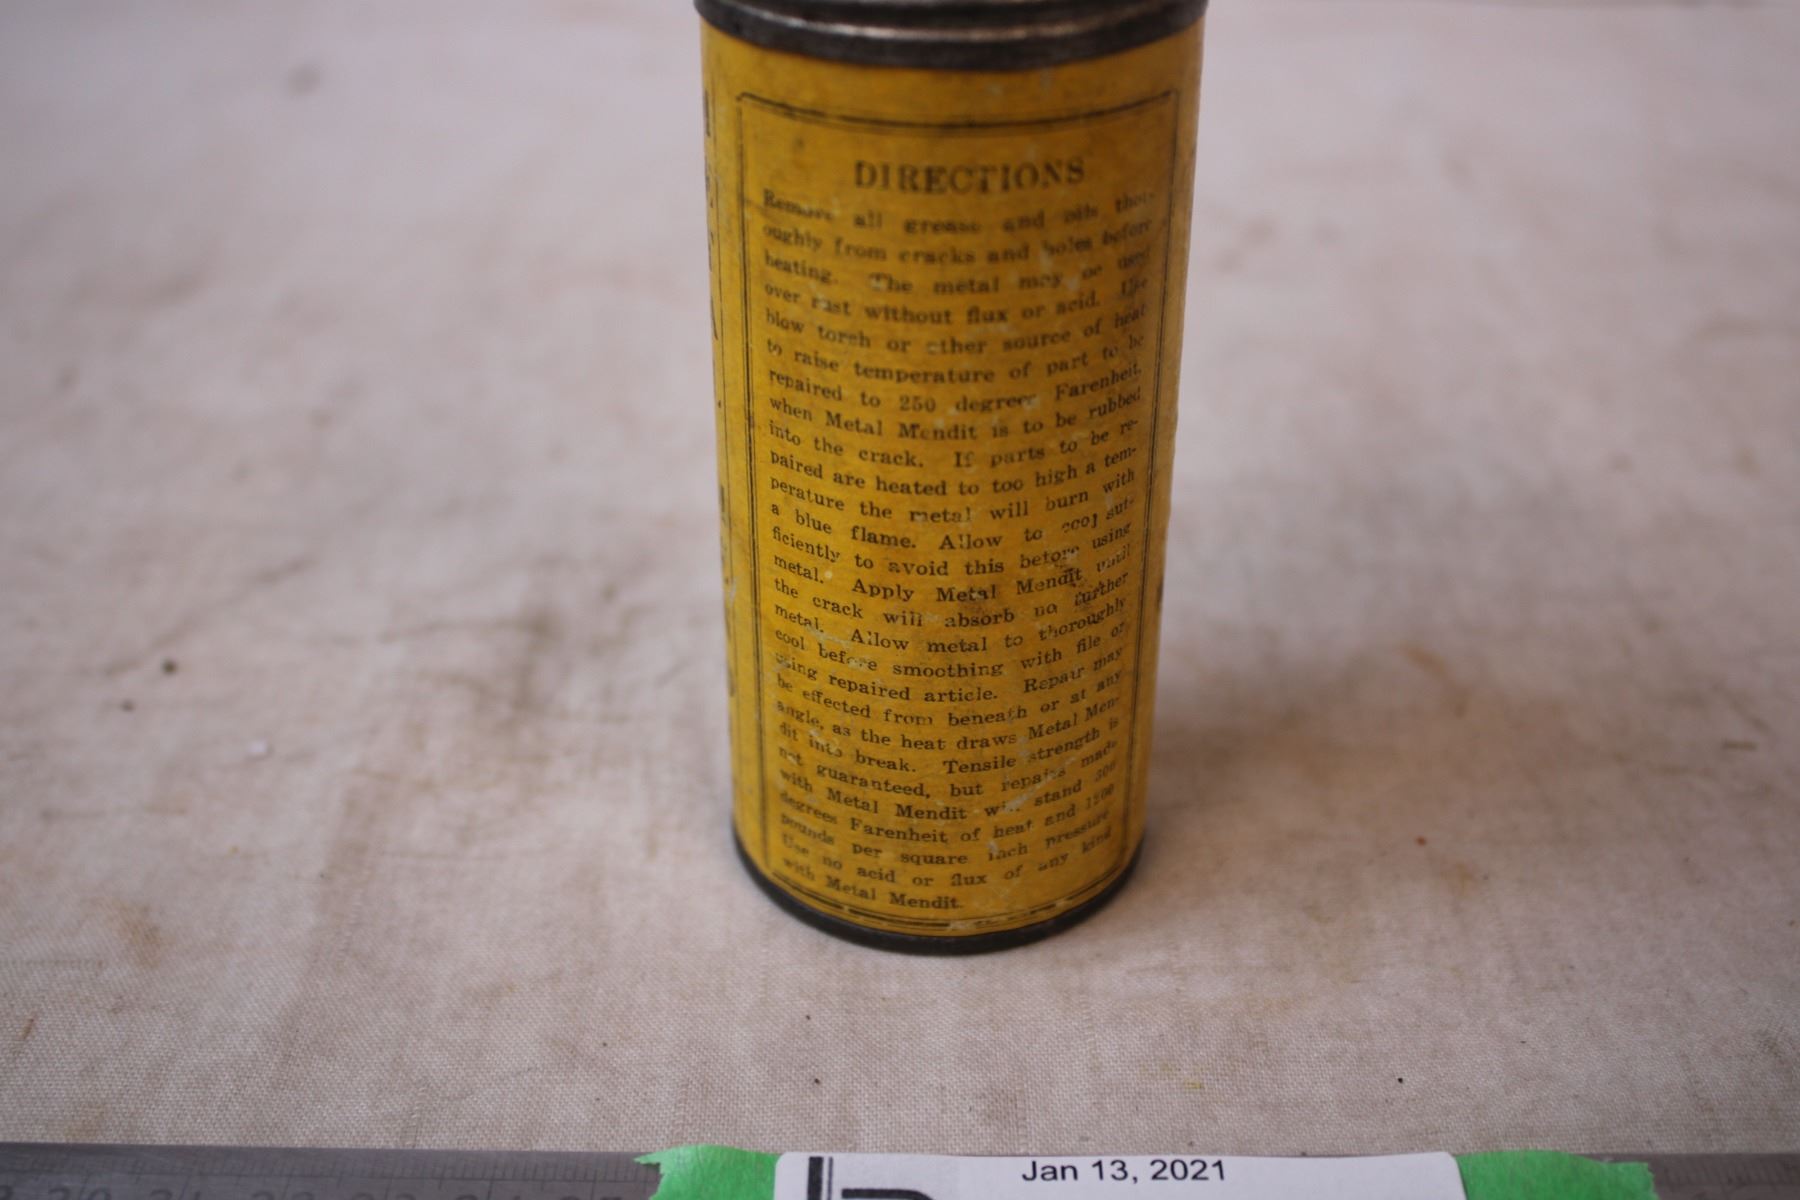 DIRECTIONS
Remove all grease and oils thor-
oughly from cracks and holes before
heating. The metal may be used
over rust without flux or acid. Use
blow torch or other source of heat
to raise temperature of part to be
repaired to 250 degrees Farenheit,
when Metal Mendit is to be rubbed
into the crack. If parts to be re-
paired are heated to too high a tem-
perature the metal will burn with
a blue flame. Allow to cool suf-
ficiently to avoid this before using
metal. Apply Metal Mendit until
the crack will absorb no further
metal. Allow metal to thoroughly
cool before smoothing with file or
using repaired article. Repair may
be effected from beneath or at any
angle, as the heat draws Metal Men-
dit into break. Tensile strength is
not guaranteed, but repairs made
with Metal Mendit will stand 300
degrees Farenheit of heat and 1200
pounds per square inch pressure.
Use no acid or flux of any kind
with Metal Mendit.
Jan 13, 2021